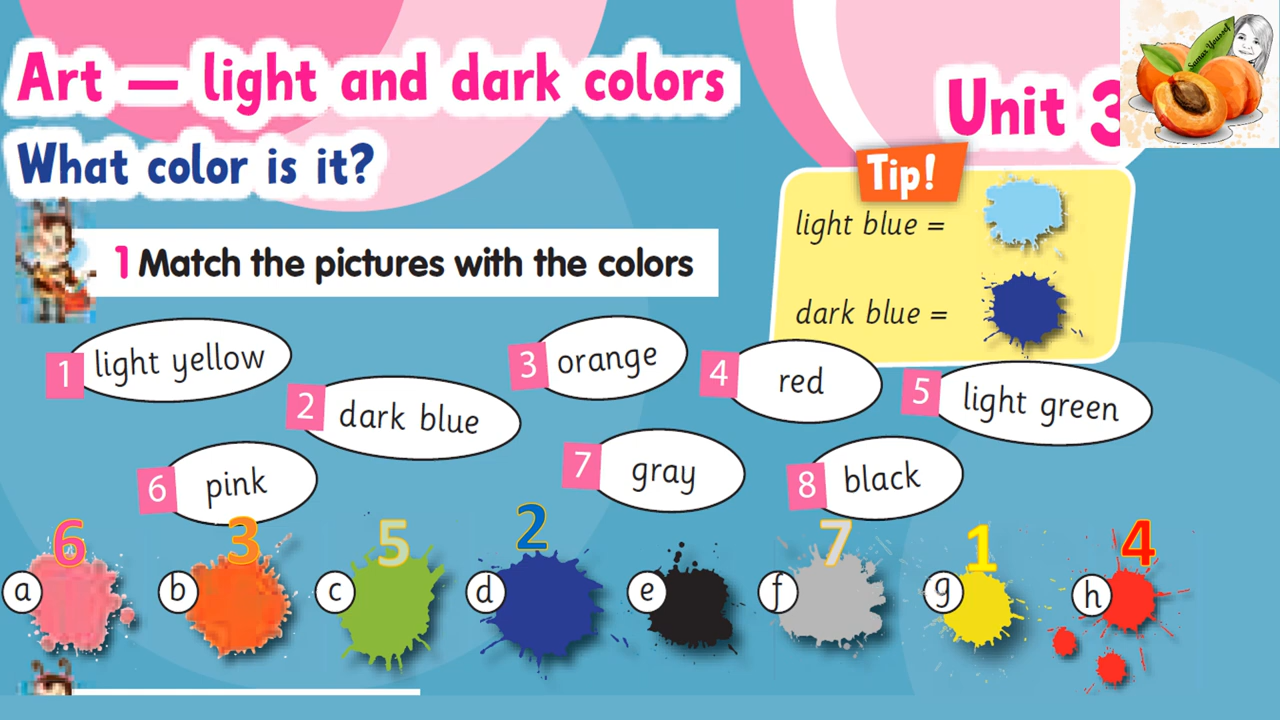 Art — light and dark colors
Unit 3
What color is it?
Tip!
light blue =
dark blue =
1 Match the pictures with the colors
1 light yellow
2 dark blue
3 orange
4 red
5 light green
6 pink
7 gray
8 black
6 3 5 2 7 1 4
a b c d e f g h
Sumar Youssef